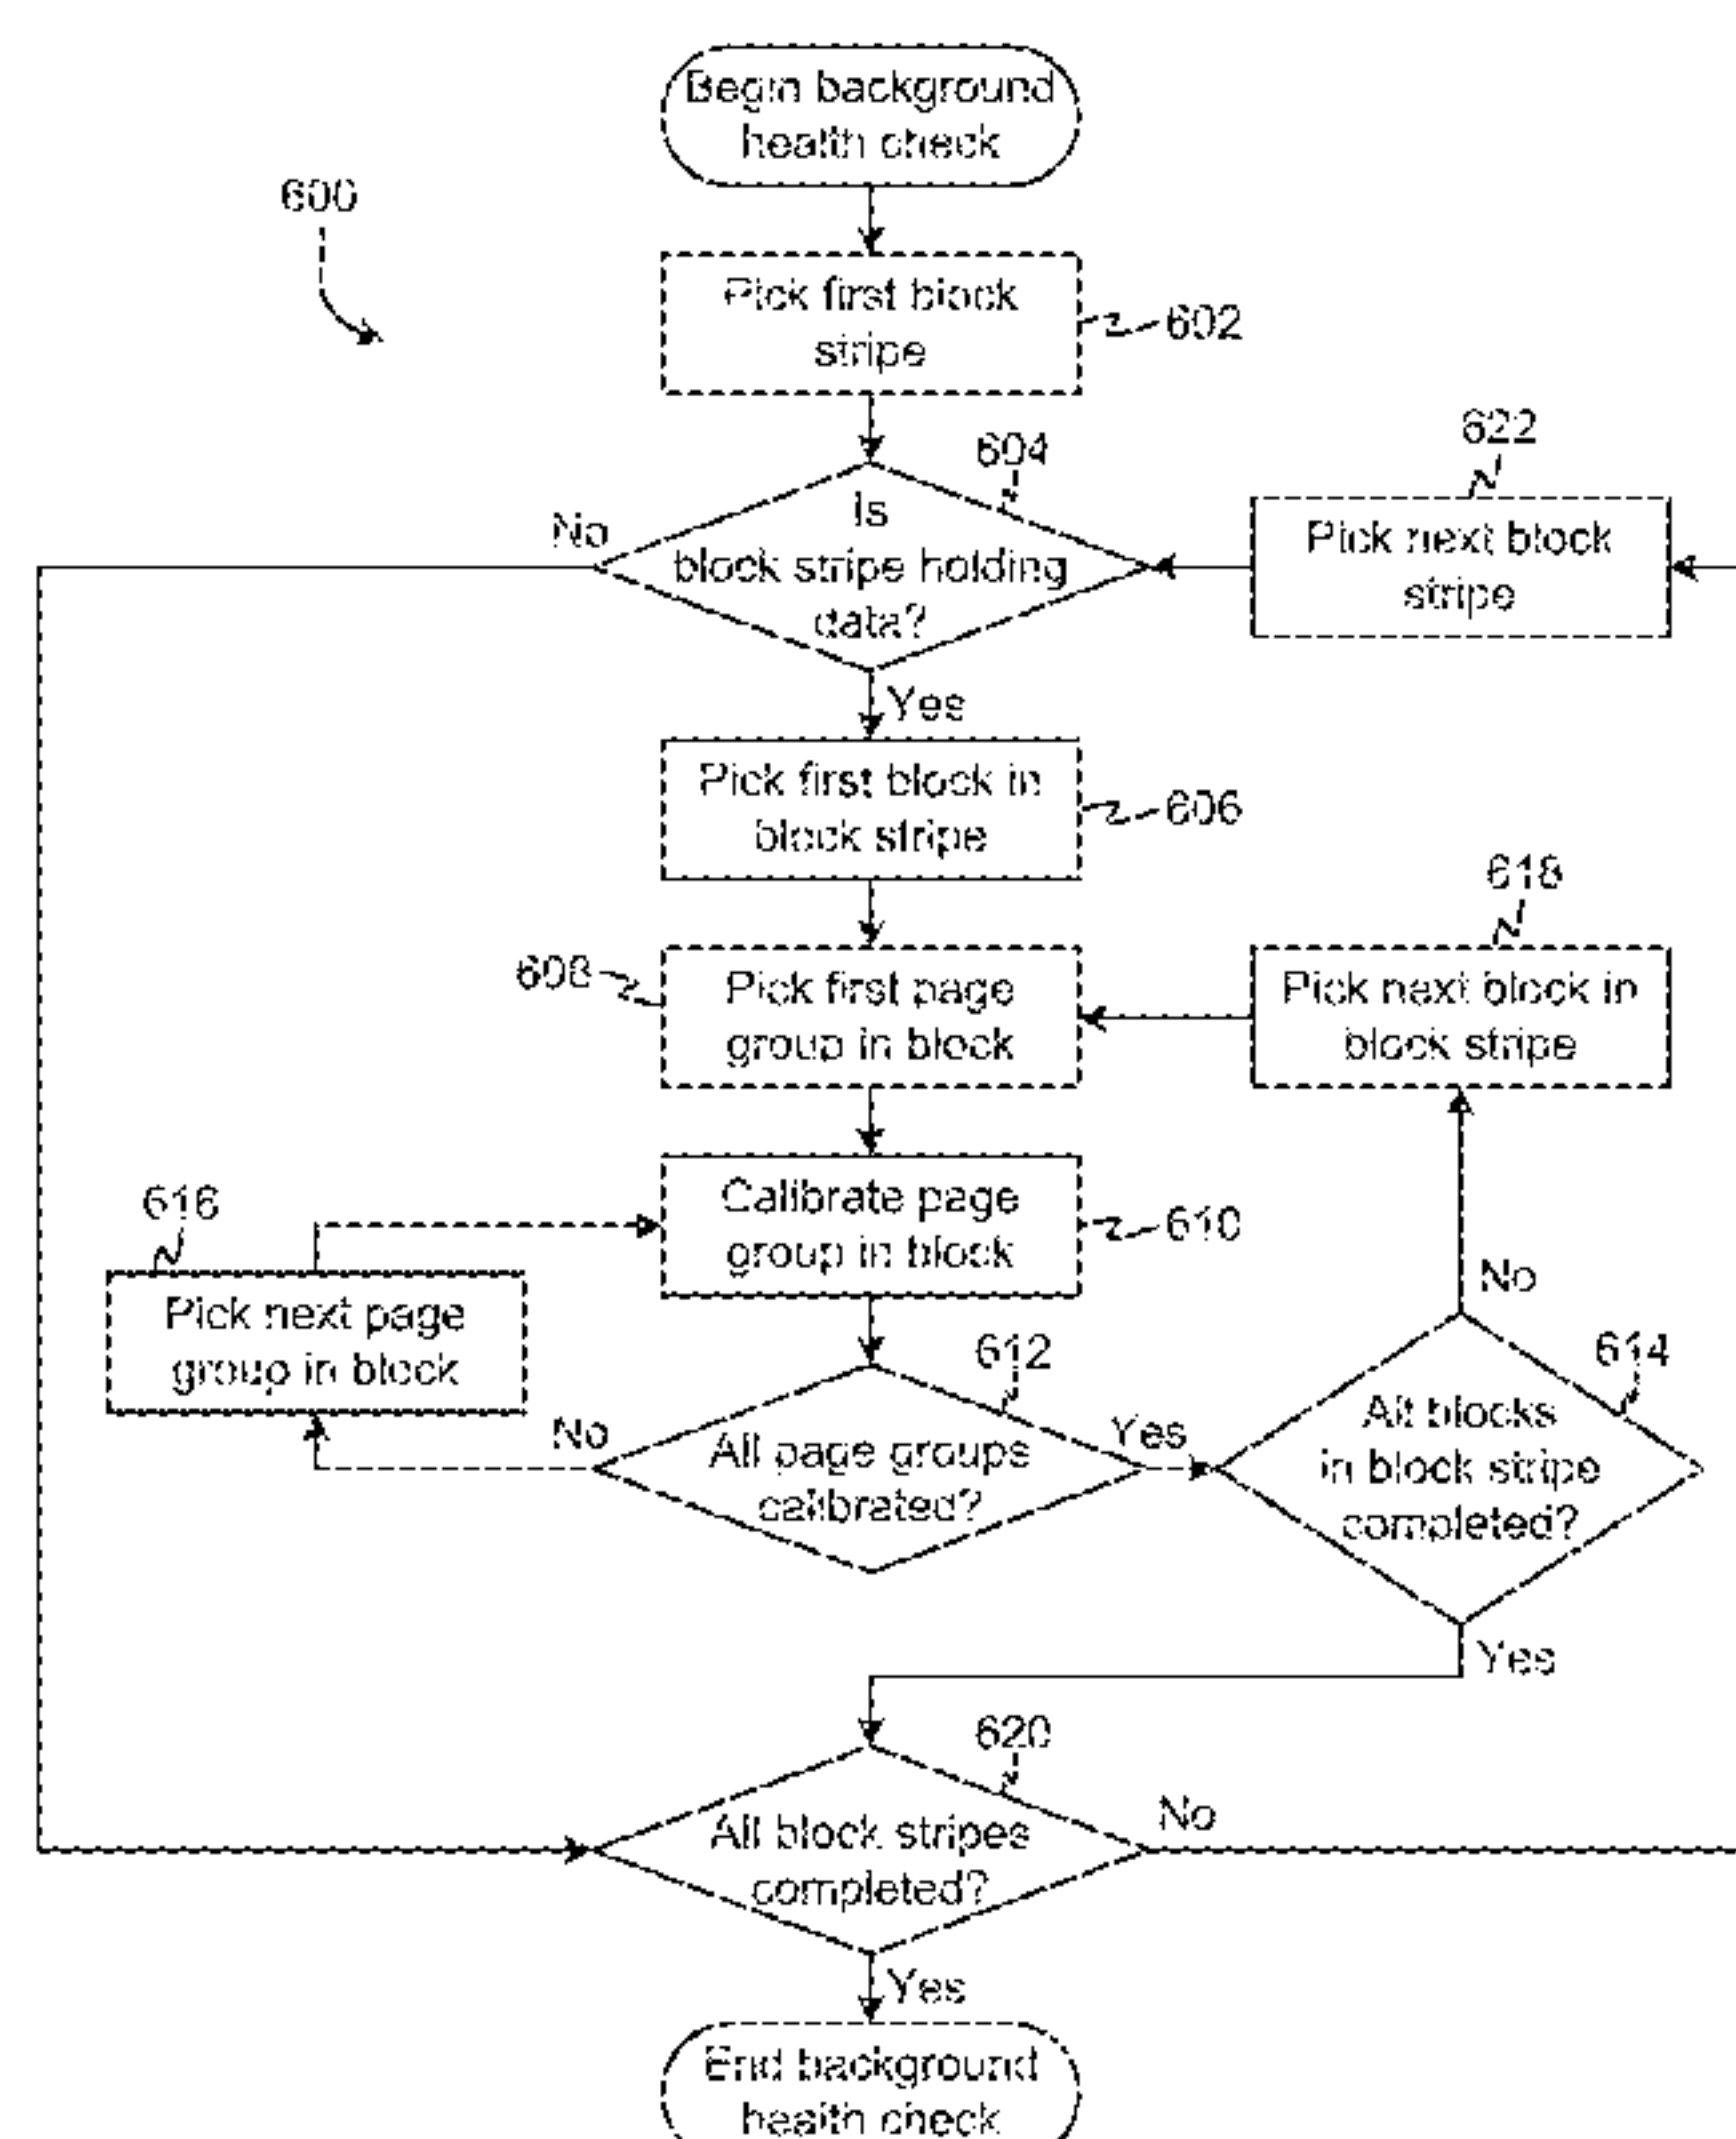 Begin background
health check
600
Pick first block
stripe
602
604
622
Is
block stripe holding
data?
No
Pick next block
stripe
Yes
Pick first block in
block stripe
606
618
608
Pick first page
group in block
Pick next block in
block stripe
616
Calibrate page
group in block
610
No
Pick next page
group in block
612
614
No
All page groups
calibrated?
Yes
All blocks
in block stripe
completed?
Yes
620
All block stripes
completed?
No
Yes
End background
health check